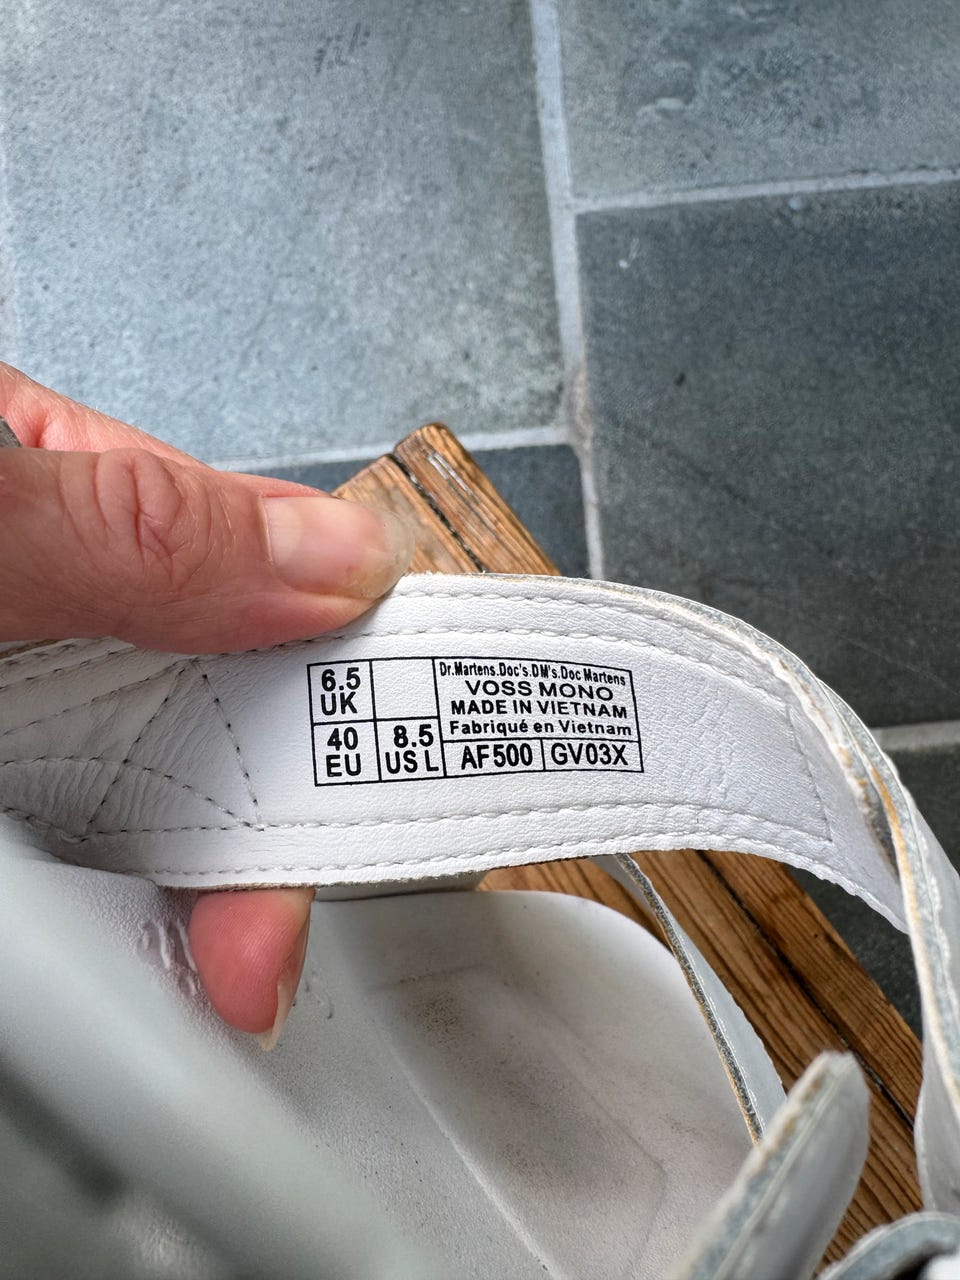 6.5
UK
40
EU
8.5
US L
Dr.Martens.Doc's.DM's.Doc Martens
VOSS MONO
MADE IN VIETNAM
Fabriqué en Vietnam
AF500
GV03X